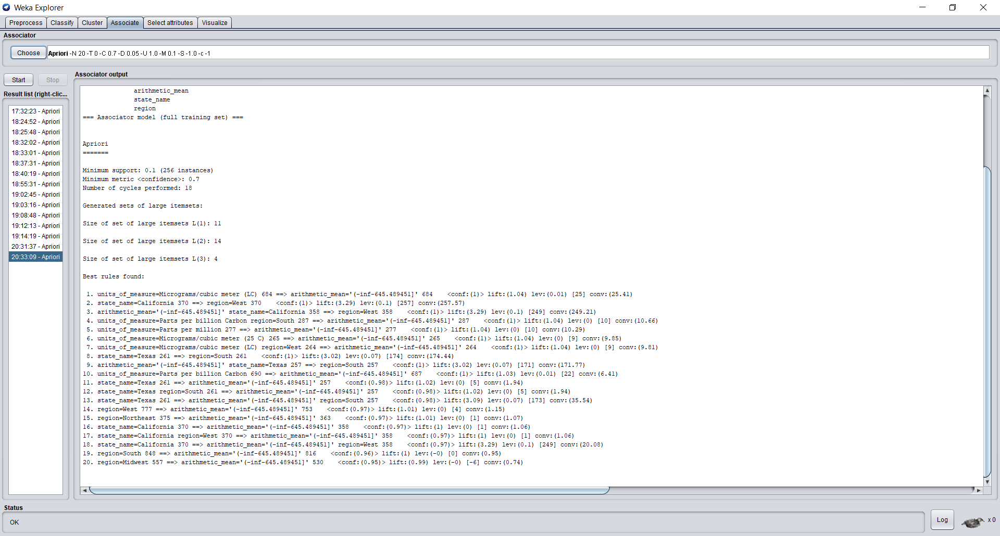 Weka Explorer
Preprocess Classify Cluster Associate Select attributes Visualize
Associator
Choose Apriori -N 20 -T 0 -C 0.7 -D 0.05 -U 1.0 -M 0.1 -S -1.0 -c -1
Start Stop
Result list (right-clic...
17:32:23 - Apriori
18:24:52 - Apriori
18:25:48 - Apriori
18:32:02 - Apriori
18:33:01 - Apriori
18:37:31 - Apriori
18:40:19 - Apriori
18:55:31 - Apriori
19:02:45 - Apriori
19:03:16 - Apriori
19:08:48 - Apriori
19:12:13 - Apriori
19:14:19 - Apriori
20:31:37 - Apriori
20:33:09 - Apriori
Associator output
arithmetic_mean
state_name
region
=== Associator model (full training set) ===
Apriori
=======
Minimum support: 0.1 (256 instances)
Minimum metric <confidence>: 0.7
Number of cycles performed: 18
Generated sets of large itemsets:
Size of set of large itemsets L(1): 11
Size of set of large itemsets L(2): 14
Size of set of large itemsets L(3): 4
Best rules found:
1. units_of_measure=Micrograms/cubic meter (LC) 684 ==> arithmetic_mean='(-inf-645.489451]' 684 <conf:(1)> lift:(1.04) lev:(0.01) [25] conv:(25.41)
2. state_name=California 370 ==> region=West 370 <conf:(1)> lift:(3.29) lev:(0.1) [257] conv:(257.57)
3. arithmetic_mean='(-inf-645.489451]' state_name=California 358 ==> region=West 358 <conf:(1)> lift:(3.29) lev:(0.1) [249] conv:(249.21)
4. units_of_measure=Parts per billion Carbon region=South 287 ==> arithmetic_mean='(-inf-645.489451]' 287 <conf:(1)> lift:(1.04) lev:(0) [10] conv:(10.66)
5. units_of_measure=Parts per million 277 ==> arithmetic_mean='(-inf-645.489451]' 277 <conf:(1)> lift:(1.04) lev:(0) [10] conv:(10.29)
6. units_of_measure=Micrograms/cubic meter (25 C) 265 ==> arithmetic_mean='(-inf-645.489451]' 265 <conf:(1)> lift:(1.04) lev:(0) [9] conv:(9.85)
7. units_of_measure=Micrograms/cubic meter (LC) region=West 264 ==> arithmetic_mean='(-inf-645.489451]' 264 <conf:(1)> lift:(1.04) lev:(0) [9] conv:(9.81)
8. state_name=Texas 261 ==> region=South 261 <conf:(1)> lift:(3.02) lev:(0.07) [174] conv:(174.44)
9. arithmetic_mean='(-inf-645.489451]' state_name=Texas 257 ==> region=South 257 <conf:(1)> lift:(3.02) lev:(0.07) [171] conv:(171.77)
10. units_of_measure=Parts per billion Carbon 690 ==> arithmetic_mean='(-inf-645.489451]' 687 <conf:(1)> lift:(1.03) lev:(0.01) [22] conv:(6.41)
11. state_name=Texas 261 ==> arithmetic_mean='(-inf-645.489451]' 257 <conf:(0.98)> lift:(1.02) lev:(0) [5] conv:(1.94)
12. state_name=Texas region=South 261 ==> arithmetic_mean='(-inf-645.489451]' 257 <conf:(0.98)> lift:(1.02) lev:(0) [5] conv:(1.94)
13. state_name=Texas 261 ==> arithmetic_mean='(-inf-645.489451]' region=South 257 <conf:(0.98)> lift:(3.09) lev:(0.07) [173] conv:(35.54)
14. region=West 777 ==> arithmetic_mean='(-inf-645.489451]' 753 <conf:(0.97)> lift:(1.01) lev:(0) [4] conv:(1.15)
15. region=Northeast 375 ==> arithmetic_mean='(-inf-645.489451]' 363 <conf:(0.97)> lift:(1.01) lev:(0) [1] conv:(1.07)
16. state_name=California 370 ==> arithmetic_mean='(-inf-645.489451]' 358 <conf:(0.97)> lift:(1) lev:(0) [1] conv:(1.06)
17. state_name=California region=West 370 ==> arithmetic_mean='(-inf-645.489451]' 358 <conf:(0.97)> lift:(1) lev:(0) [1] conv:(1.06)
18. state_name=California 370 ==> arithmetic_mean='(-inf-645.489451]' region=West 358 <conf:(0.97)> lift:(3.29) lev:(0.1) [249] conv:(20.08)
19. region=South 848 ==> arithmetic_mean='(-inf-645.489451]' 816 <conf:(0.96)> lift:(1) lev:(-0) [0] conv:(0.95)
20. region=Midwest 557 ==> arithmetic_mean='(-inf-645.489451]' 530 <conf:(0.95)> lift:(0.99) lev:(-0) [-6] conv:(0.74)
Status
OK
Log
x 0